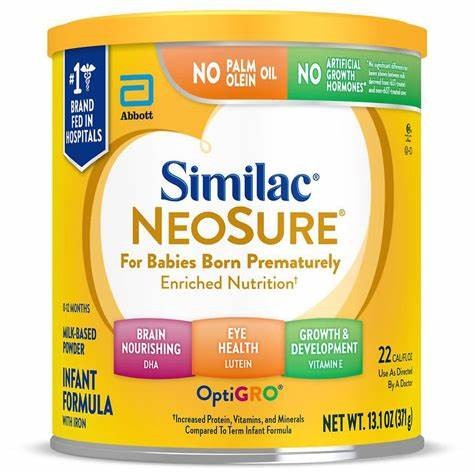 #1
BRAND
FED IN
HOSPITALS
Abbott
NO PALM
OLEIN OIL
NO ARTIFICIAL
GROWTH
HORMONES*
Similac®
NEOSURE®
For Babies Born Prematurely
Enriched Nutrition†
0-12 MONTHS
MILK-BASED
POWDER
INFANT
FORMULA
WITH IRON
BRAIN
NOURISHING
DHA
EYE
HEALTH
LUTEIN
GROWTH &
DEVELOPMENT
VITAMIN E
OptiGRO®
22 CAL/FL OZ
Use As Directed
By A Doctor
†Increased Protein, Vitamins, and Minerals
Compared To Term Infant Formula
NET WT. 13.1 OZ (371g)